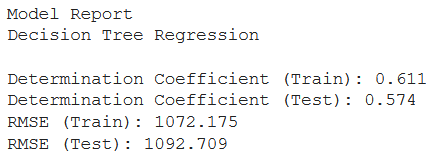 Model Report
Decision Tree Regression
Determination Coefficient (Train): 0.611
Determination Coefficient (Test): 0.574
RMSE (Train): 1072.175
RMSE (Test): 1092.709